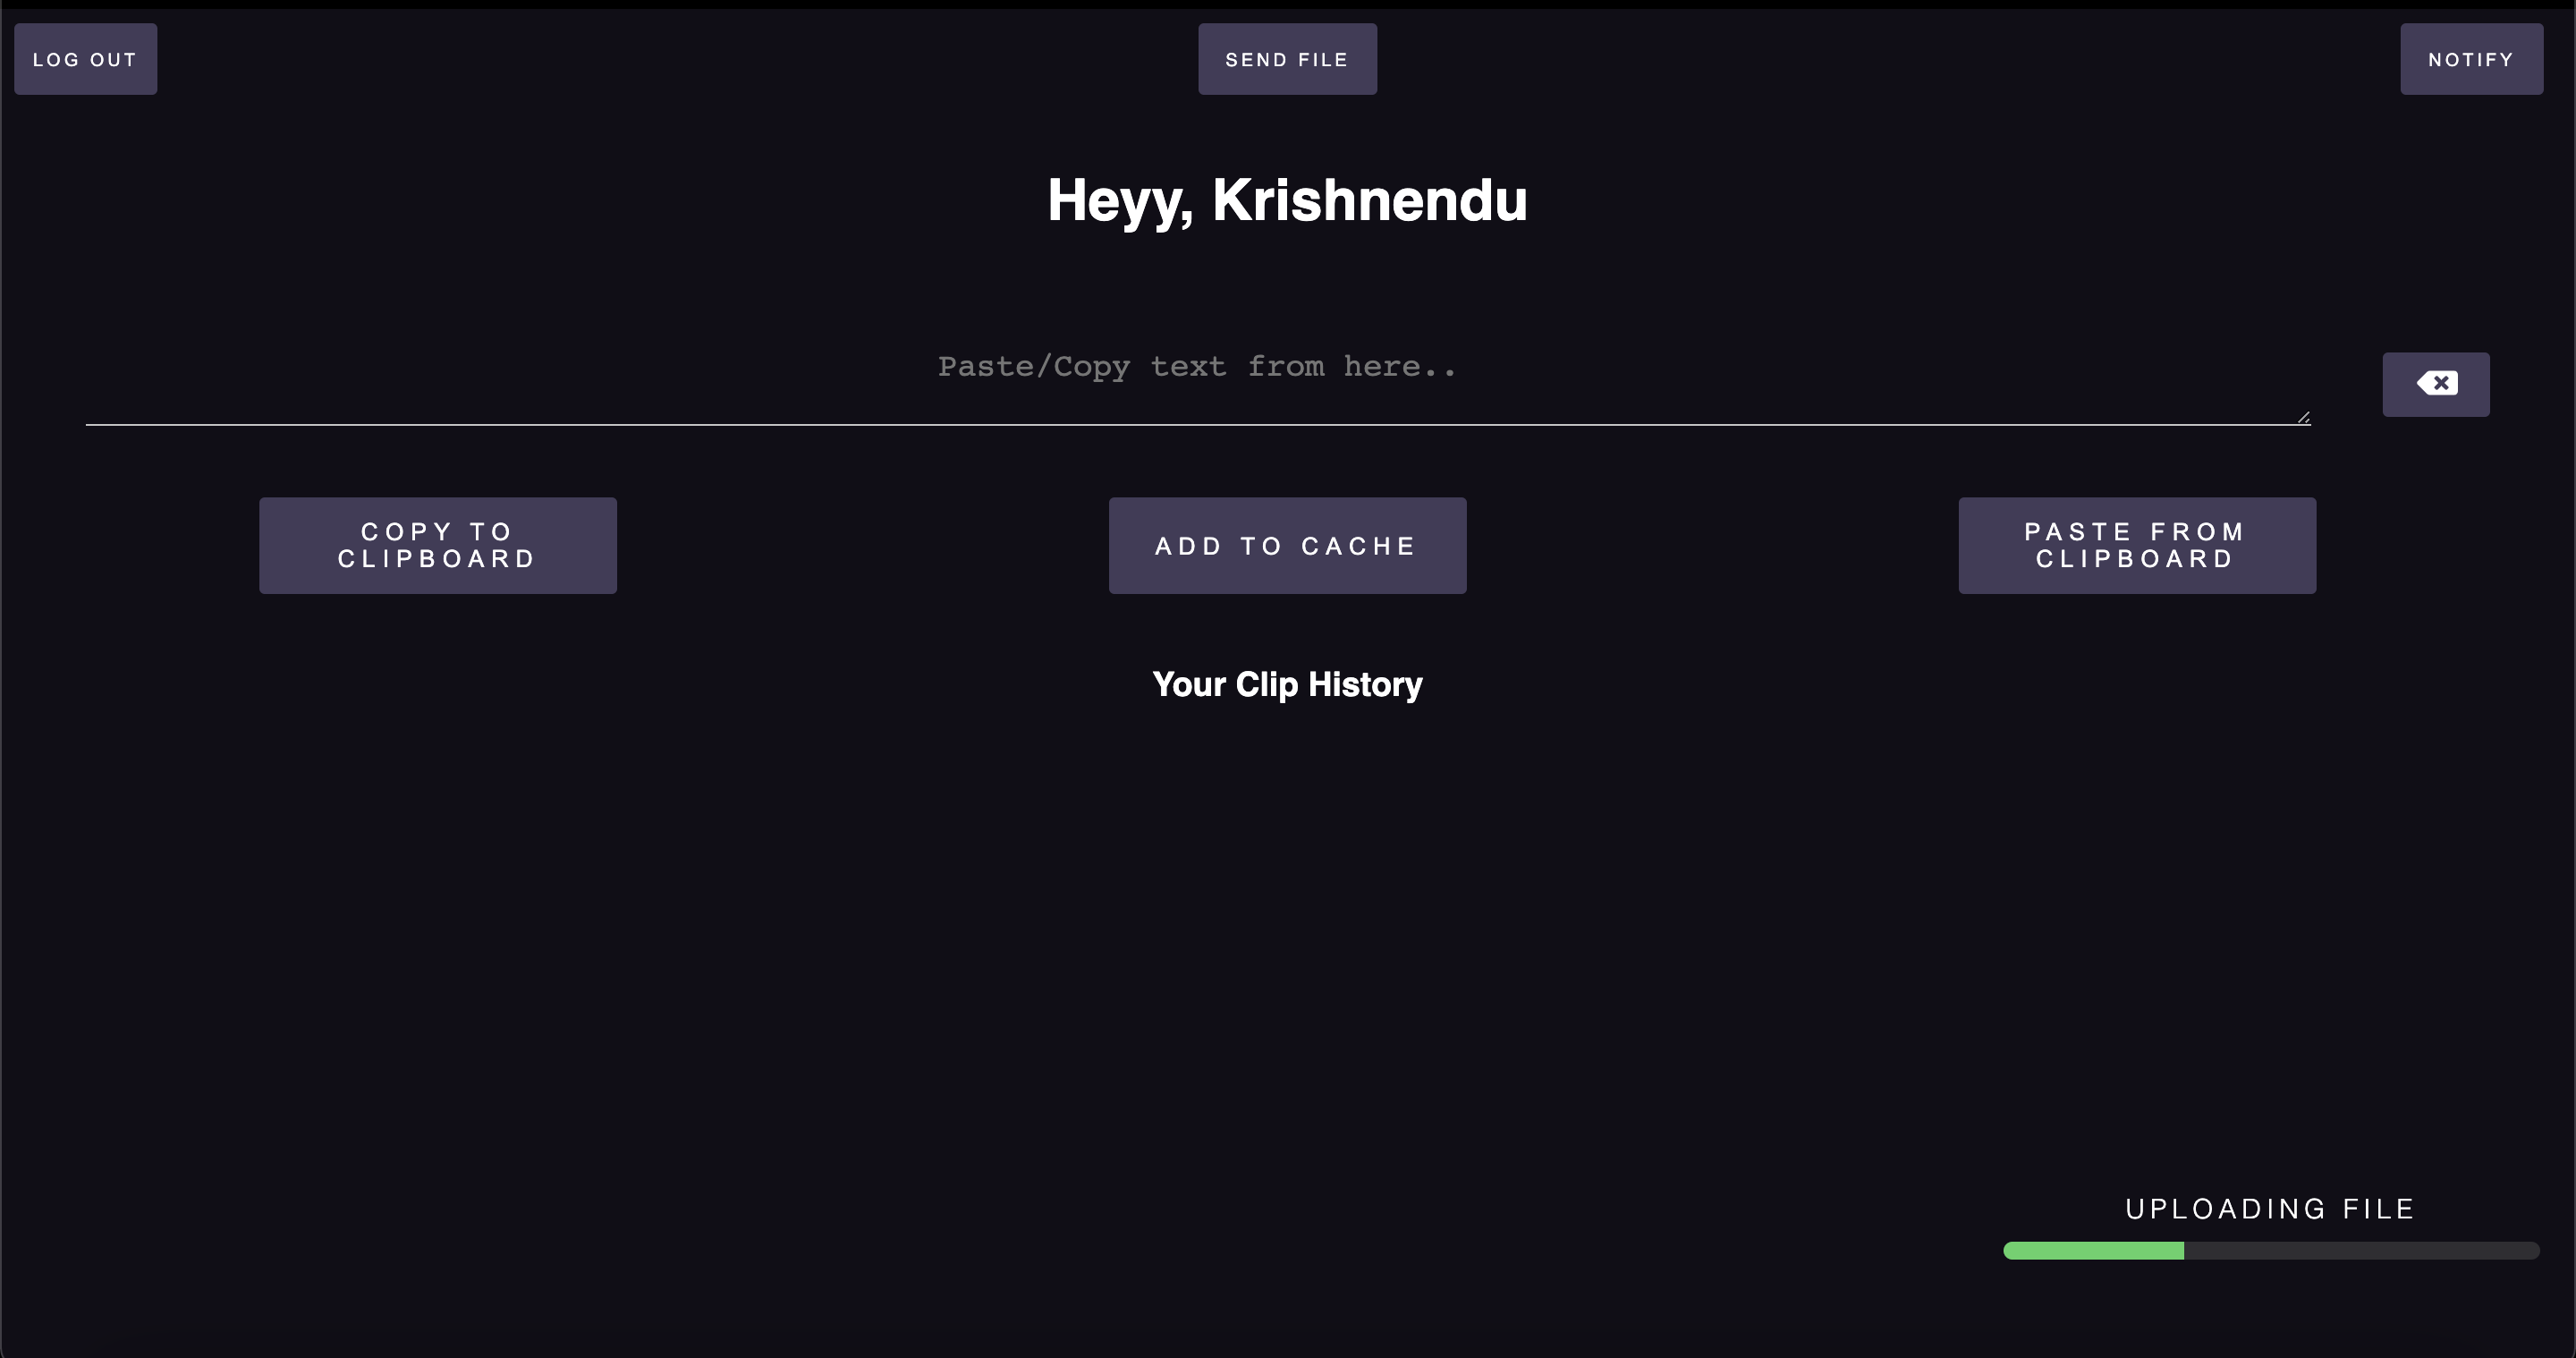 LOG OUT
SEND FILE
NOTIFY
Heyy, Krishnendu
Paste/Copy text from here..
COPY TO
CLIPBOARD
ADD TO CACHE
PASTE FROM
CLIPBOARD
Your Clip History
UPLOADING FILE